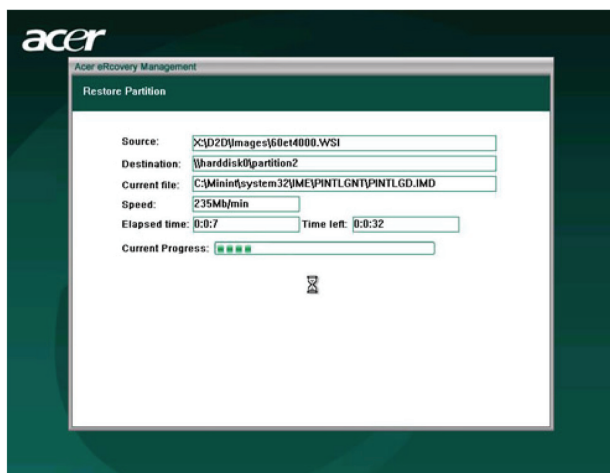 acer
Acer eRcovery Management
Restore Partition
Source: X:\D2D\Images\60et4000.WSI
Destination: \\harddisk0\partition2
Current file: C:\Minint\system32\IME\PINTLGNT\PINTLGD.IMD
Speed: 235Mb/min
Elapsed time: 0:0:7 Time left: 0:0:32
Current Progress: